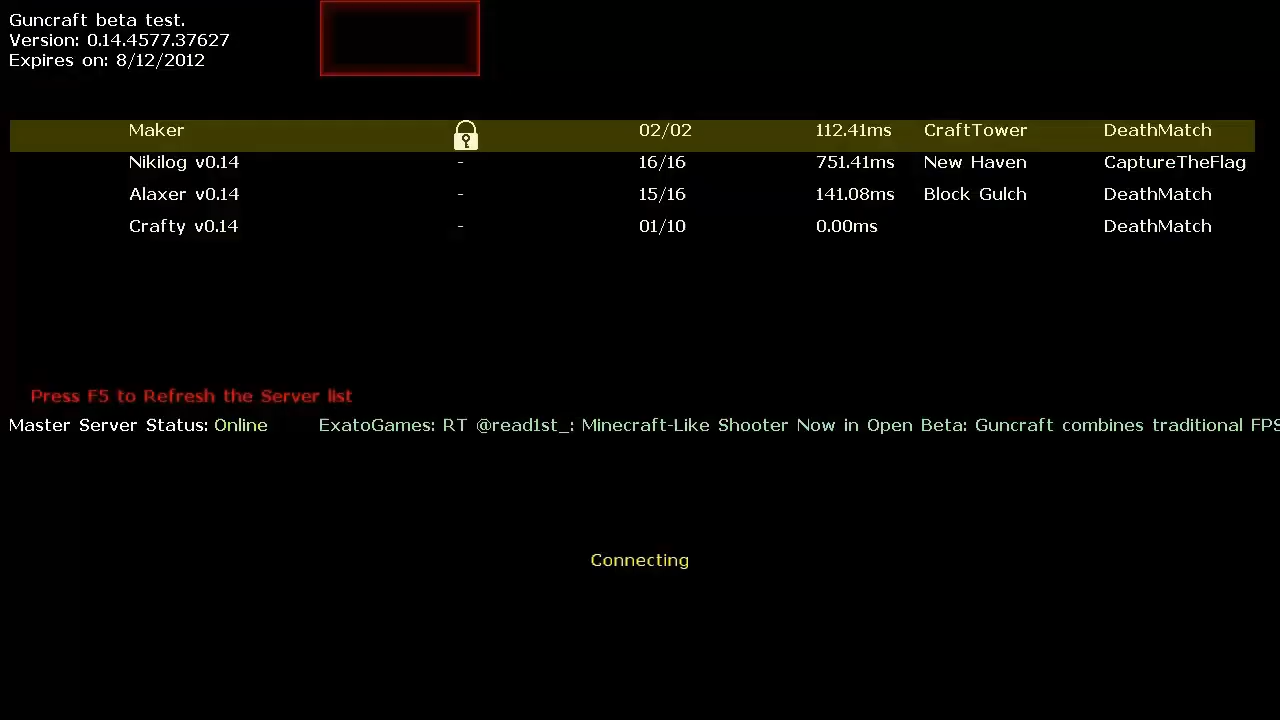 Guncraft beta test.
Version: 0.14.4577.37627
Expires on: 8/12/2012
Maker 02/02 112.41ms CraftTower DeathMatch
Nikilog v0.14 - 16/16 751.41ms New Haven CaptureTheFlag
Alaxer v0.14 - 15/16 141.08ms Block Gulch DeathMatch
Crafty v0.14 - 01/10 0.00ms DeathMatch
Press F5 to Refresh the Server list
Master Server Status: Online ExatoGames: RT @read1st_: Minecraft-Like Shooter Now in Open Beta: Guncraft combines traditional FPS
Connecting